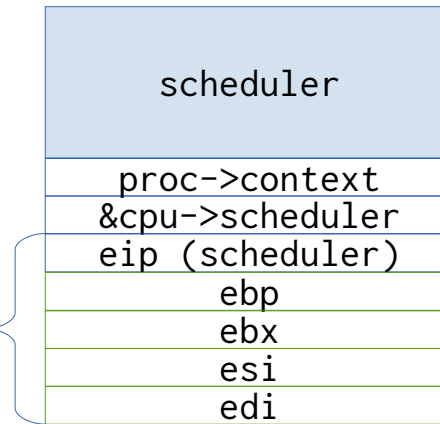 scheduler
proc->context
&cpu->scheduler
eip (scheduler)
ebp
ebx
esi
edi